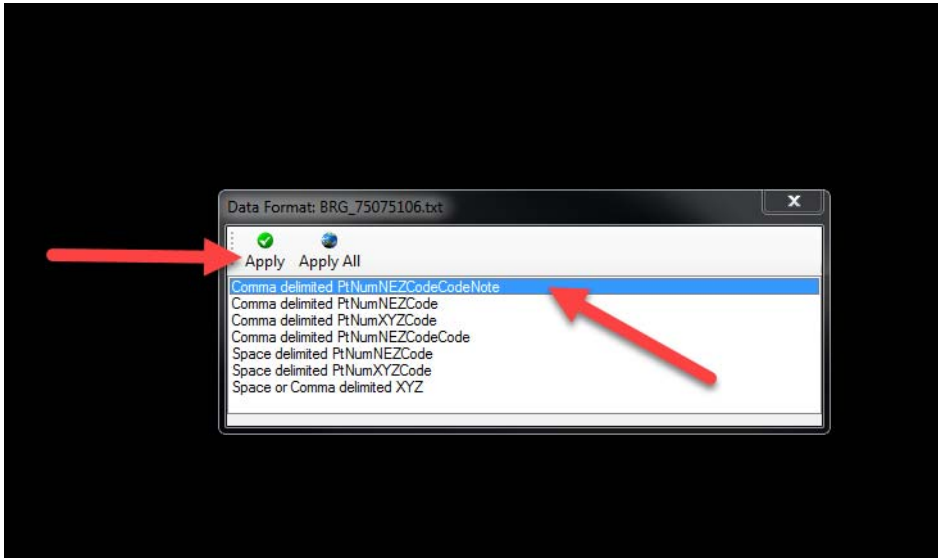 Data Format: BRG_75075106.txt
x
Apply Apply All
Comma delimited PtNumNEZCodeCodeNote
Comma delimited PtNumNEZCode
Comma delimited PtNumXYZCode
Comma delimited PtNumNEZCodeCode
Space delimited PtNumNEZCode
Space delimited PtNumXYZCode
Space or Comma delimited XYZ